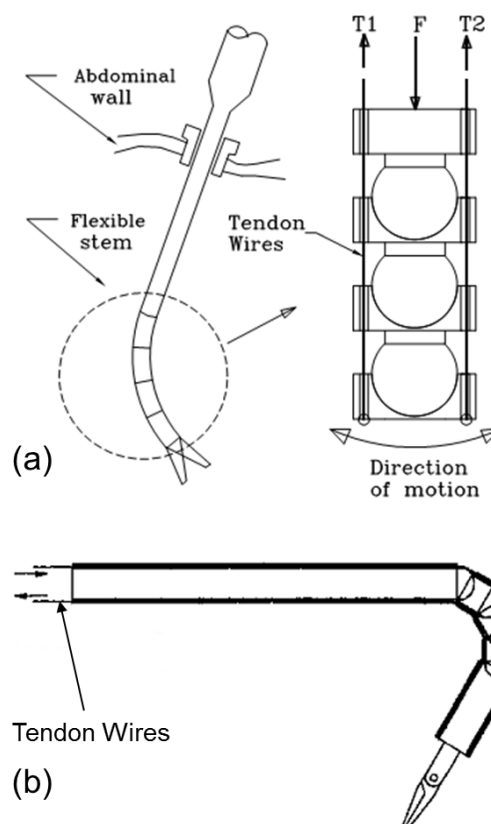 T1 F T2
Abdominal
wall
Flexible
stem
Tendon
Wires
(a)
Direction
of motion
Tendon Wires
(b)